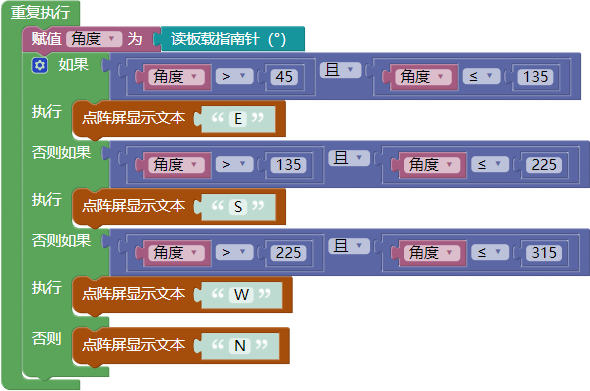 重复执行
赋值 角度 为 读板载指南针 (°)
如果 角度 > 45 且 角度 ≤ 135
执行 点阵屏显示文本 “ E ”
否则如果 角度 > 135 且 角度 ≤ 225
执行 点阵屏显示文本 “ S ”
否则如果 角度 > 225 且 角度 ≤ 315
执行 点阵屏显示文本 “ W ”
否则 点阵屏显示文本 “ N ”